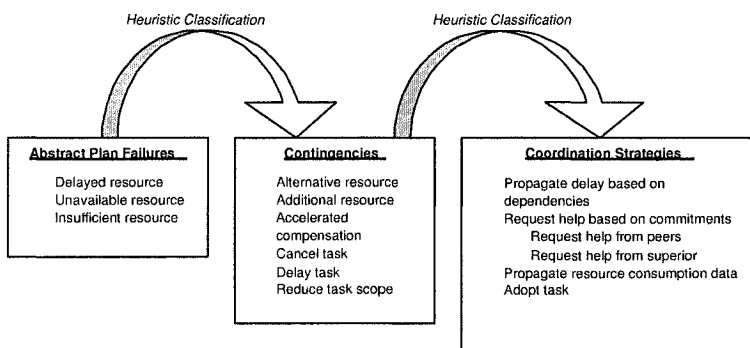 Heuristic Classification
Heuristic Classification
Abstract Plan Failures
Delayed resource
Unavailable resource
Insufficient resource
Contingencies
Alternative resource
Additional resource
Accelerated
compensation
Cancel task
Delay task
Reduce task scope
Coordination Strategies
Propagate delay based on
dependencies
Request help based on commitments
Request help from peers
Request help from superior
Propagate resource consumption data
Adopt task